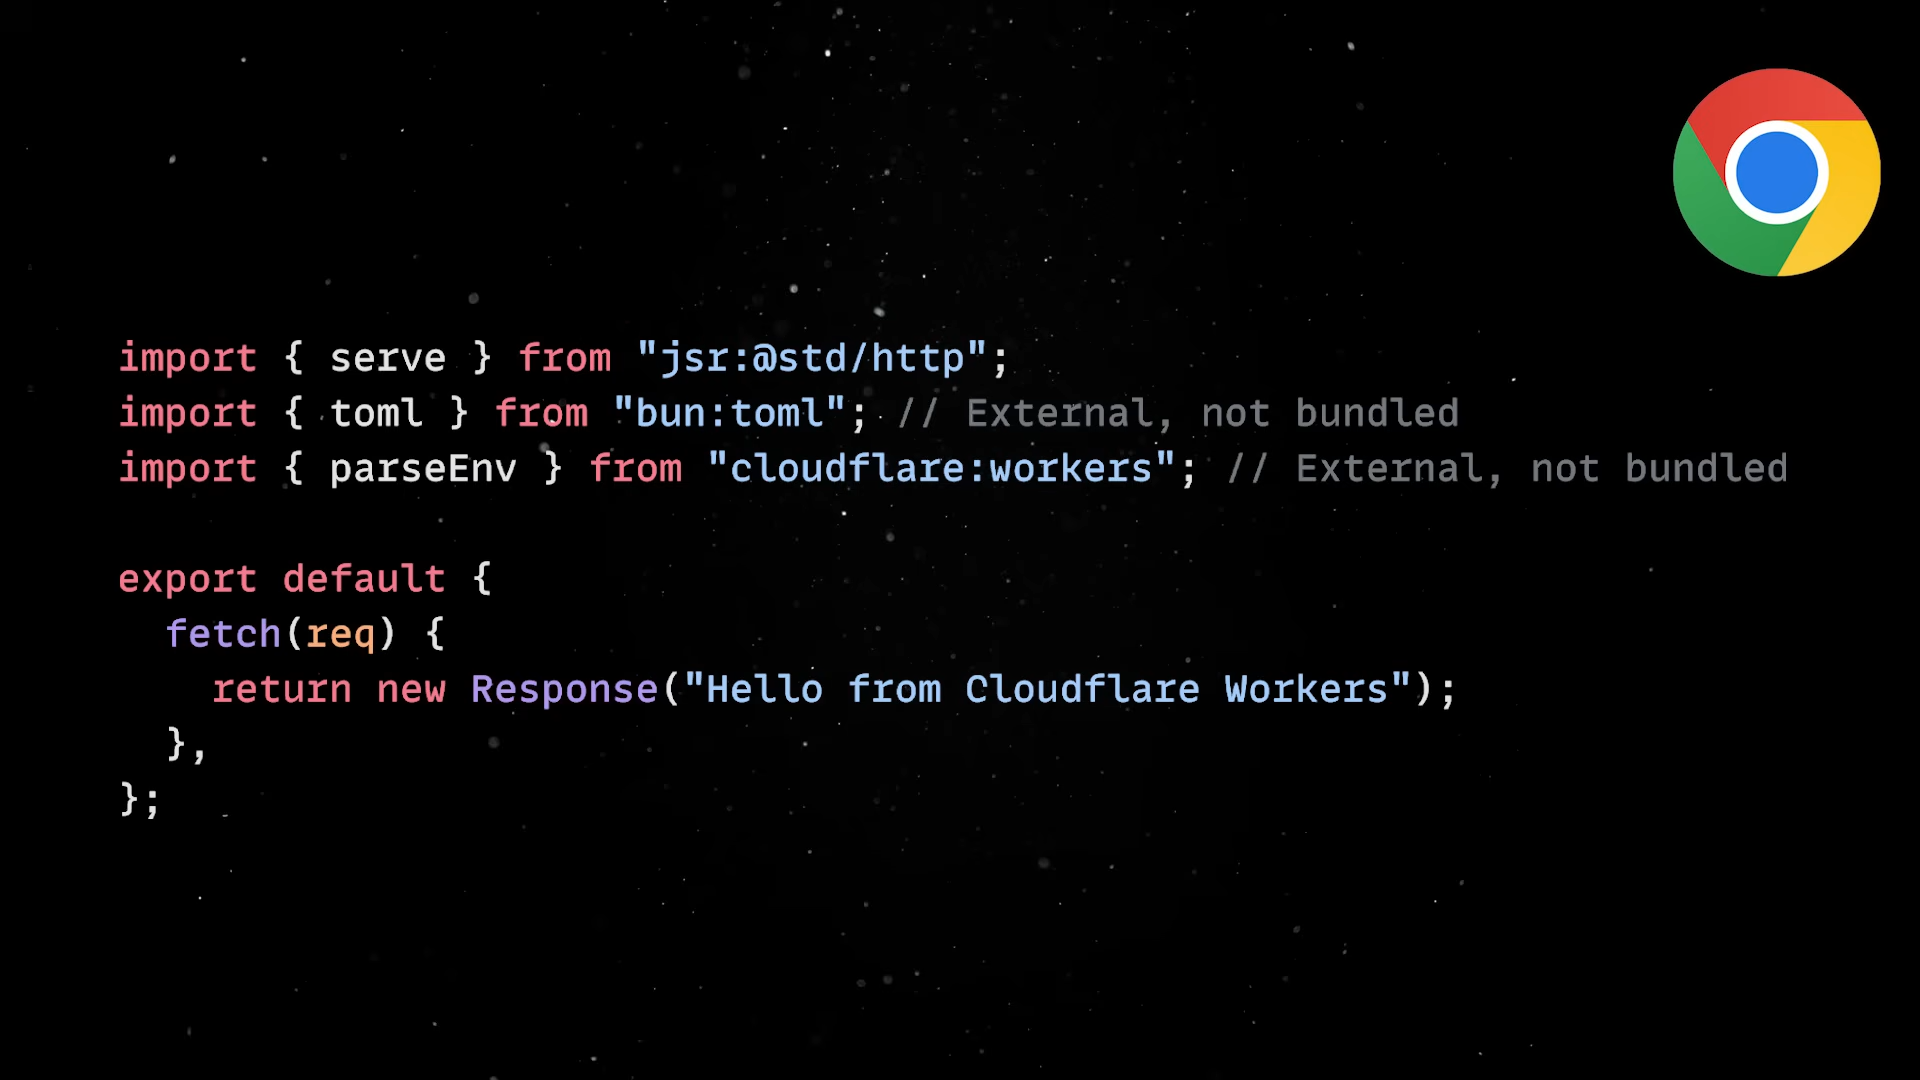 import { serve } from "jsr:@std/http";
import { toml } from "bun:toml"; // External, not bundled
import { parseEnv } from "cloudflare:workers"; // External, not bundled

export default {
  fetch(req) {
    return new Response("Hello from Cloudflare Workers");
  },
};